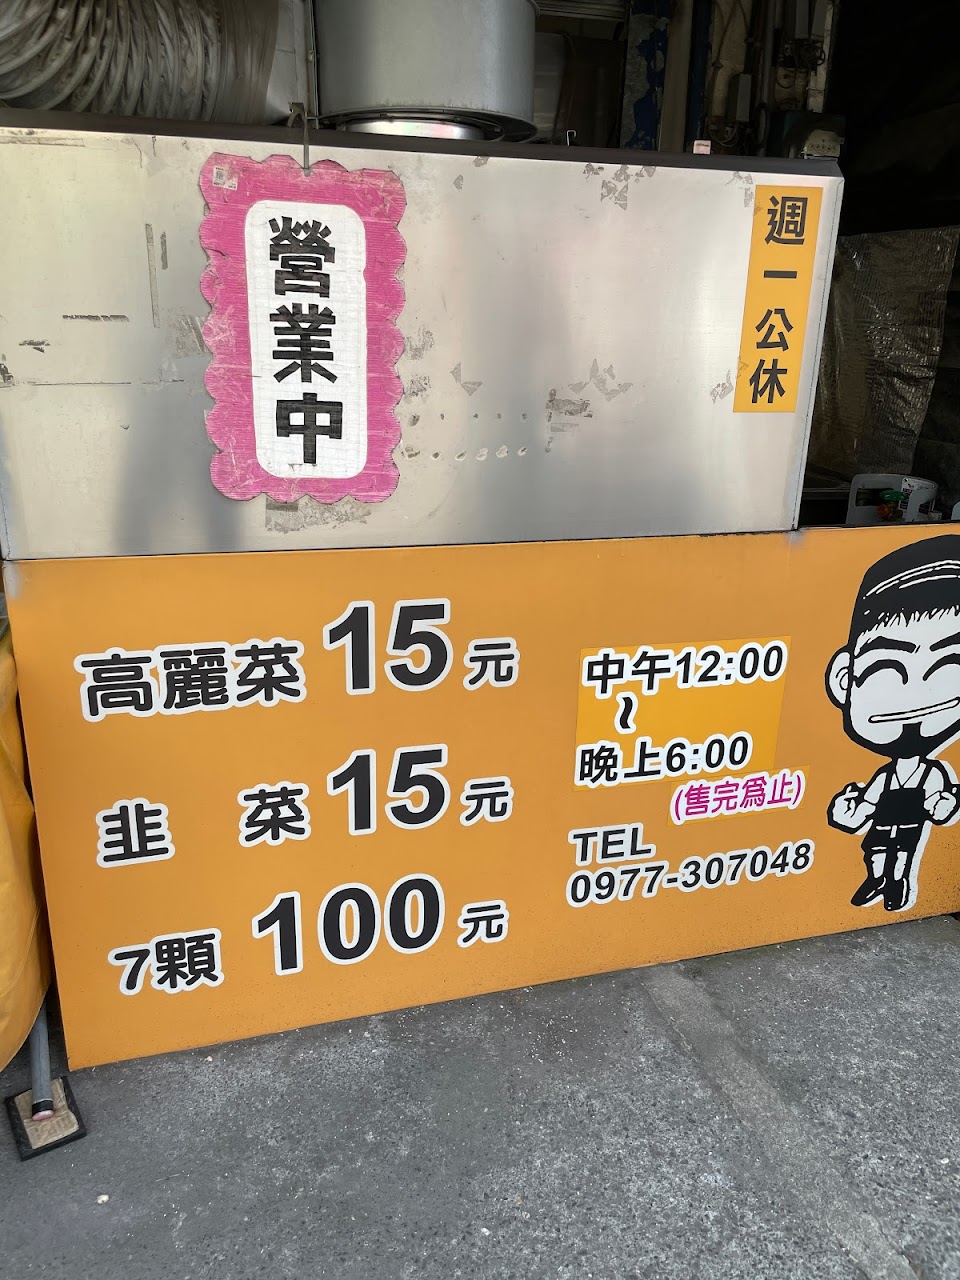 營業中
週一公休
高麗菜 15元
韭菜 15元
7顆 100元
中午12:00
~
晚上6:00
(售完為止)
TEL
0977-307048